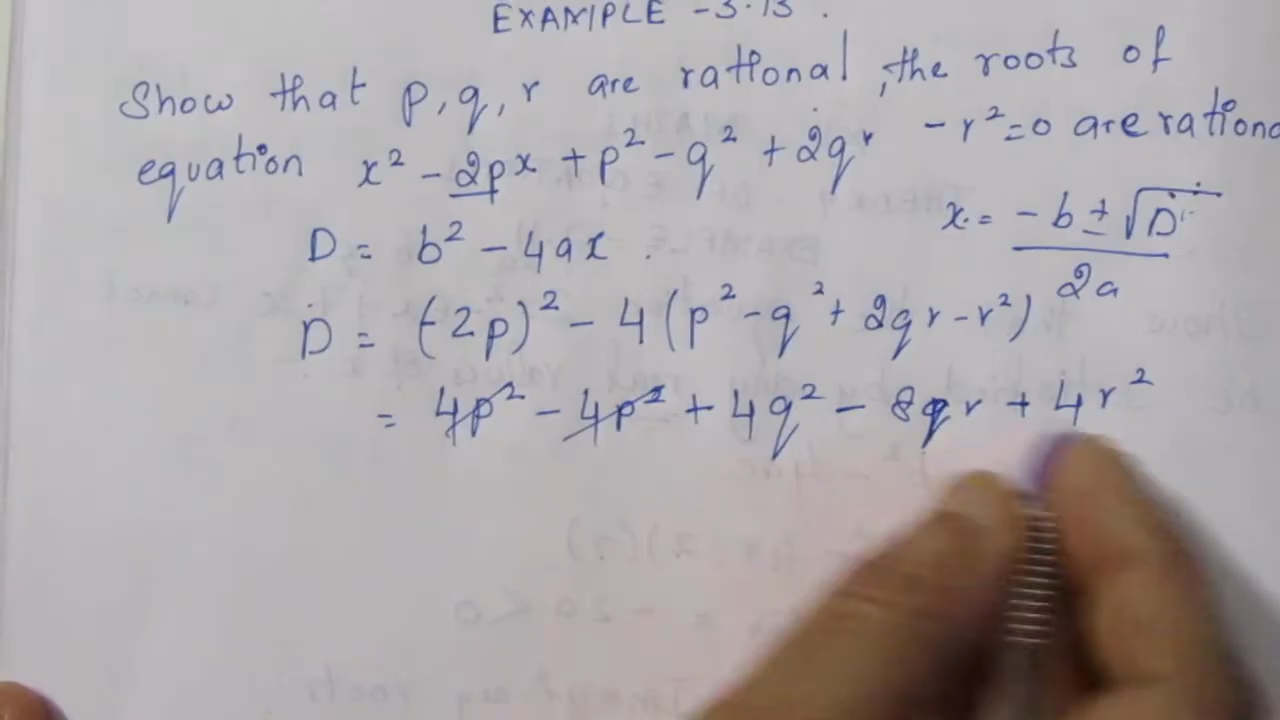 EXAMPLE - 3.13.
Show that p, q, r are rational, the roots of
equation x² - 2px + p² - q² + 2qr - r² = 0 are rationa
D = b² - 4ac.
x = -b ± √D / 2a
D = (-2p)² - 4(p² - q² + 2qr - r²)
= 4p² - 4p² + 4q² - 8qr + 4r²